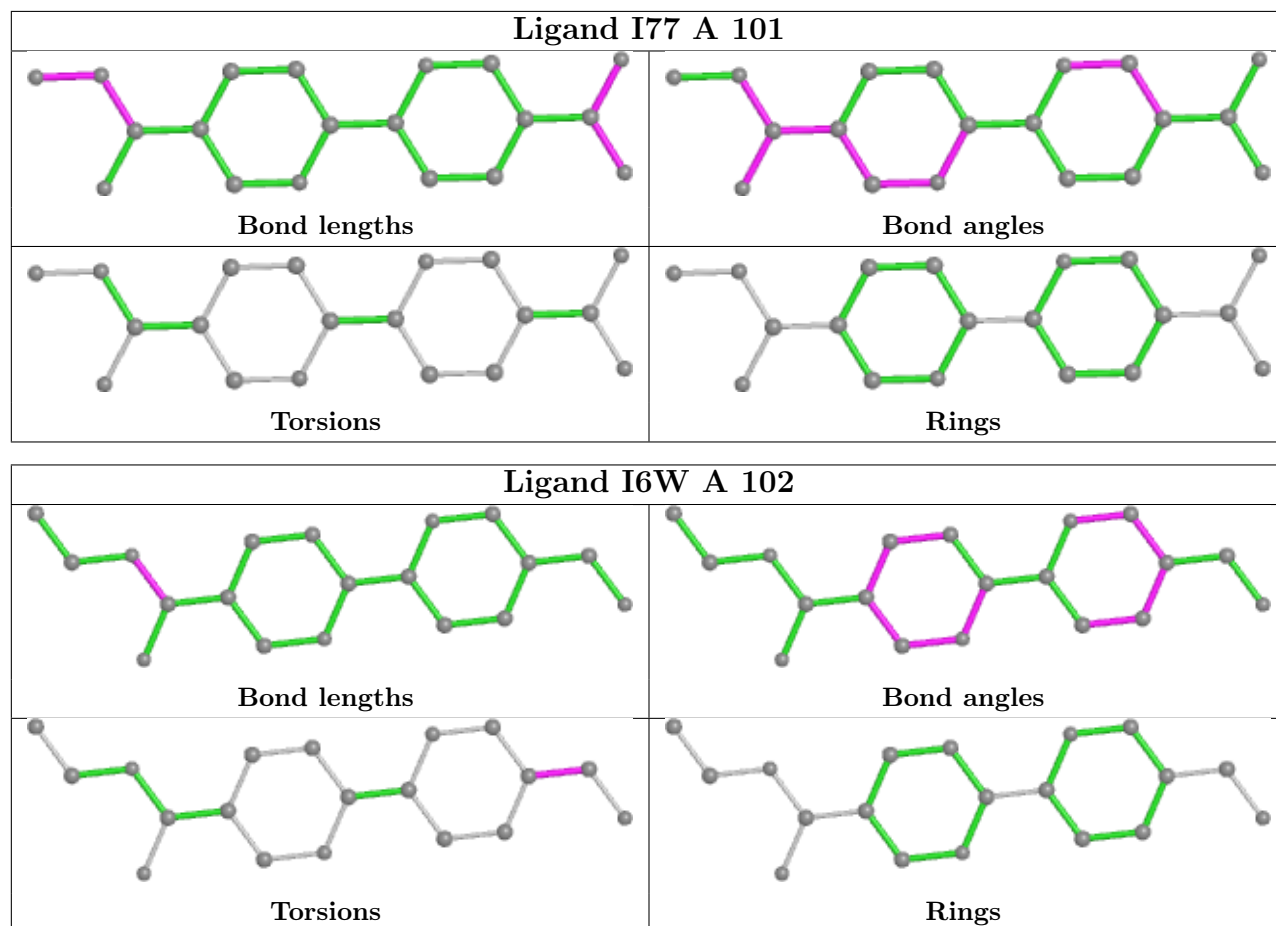 Ligand I77 A 101
Bond lengths
Bond angles
Torsions
Rings
Ligand I6W A 102
Bond lengths
Bond angles
Torsions
Rings